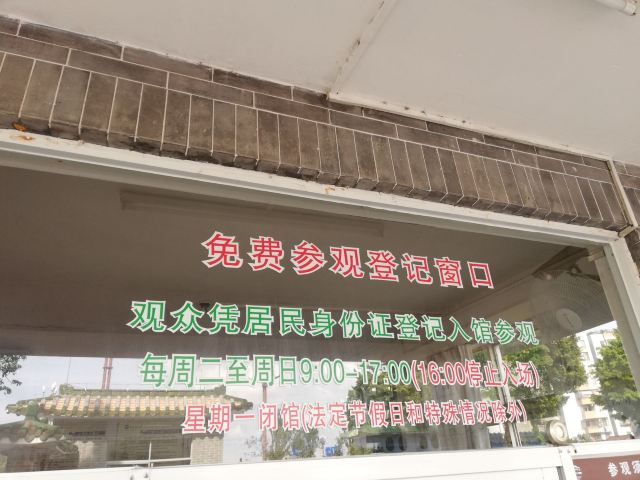 免费参观登记窗口
观众凭居民身份证登记入馆参观
每周二至周日9:00-17:00(16:00停止入场)
星期一闭馆(法定节假日和特殊情况除外)
参观须